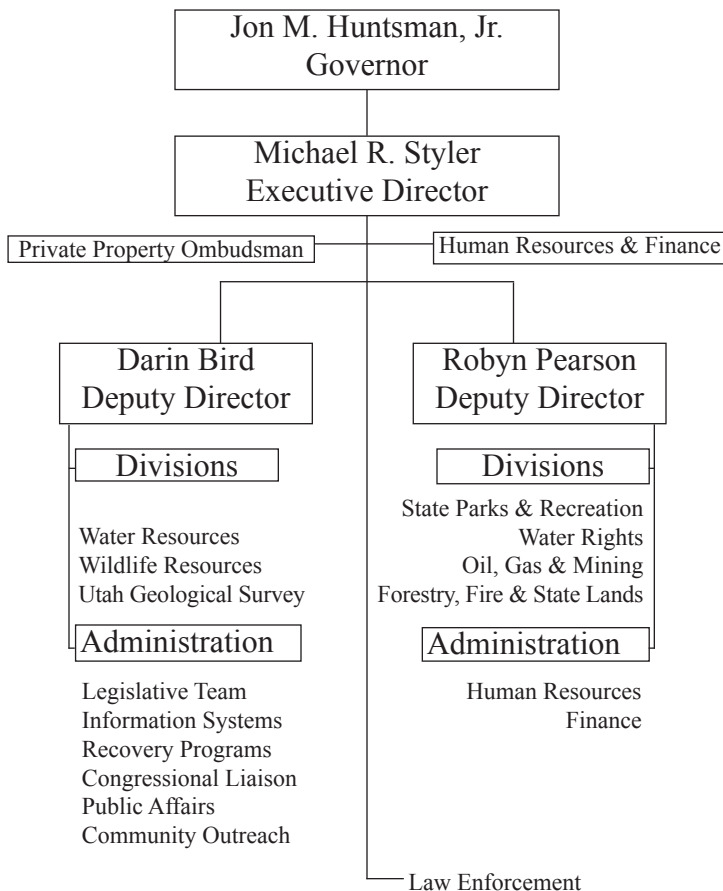 Jon M. Huntsman, Jr.
Governor
Michael R. Styler
Executive Director
Private Property Ombudsman
Human Resources & Finance
Darin Bird
Deputy Director
Divisions
Water Resources
Wildlife Resources
Utah Geological Survey
Administration
Legislative Team
Information Systems
Recovery Programs
Congressional Liaison
Public Affairs
Community Outreach
Robyn Pearson
Deputy Director
Divisions
State Parks & Recreation
Water Rights
Oil, Gas & Mining
Forestry, Fire & State Lands
Administration
Human Resources
Finance
Law Enforcement